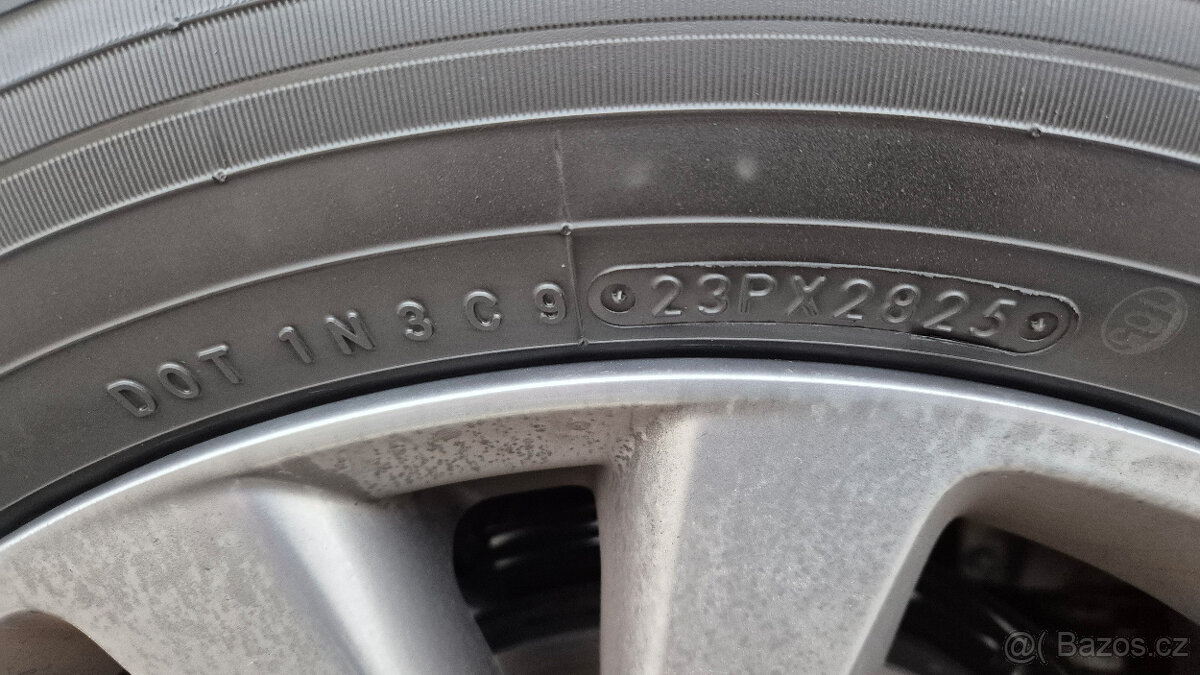 DOT 1N3C9 23PX2825
@( Bazos.cz